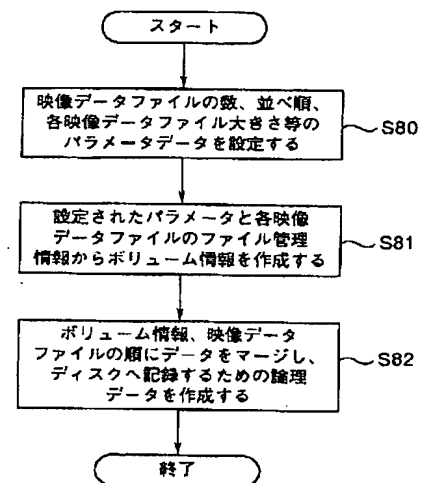 スタート
映像データファイルの数、並べ順、
各映像データファイル大きさ等の
パラメータデータを設定する
S80
設定されたパラメータと各映像
データファイルのファイル管理
情報からボリューム情報を作成する
S81
ボリューム情報、映像データ
ファイルの順にデータをマージし、
ディスクへ記録するための論理
データを作成する
S82
終了